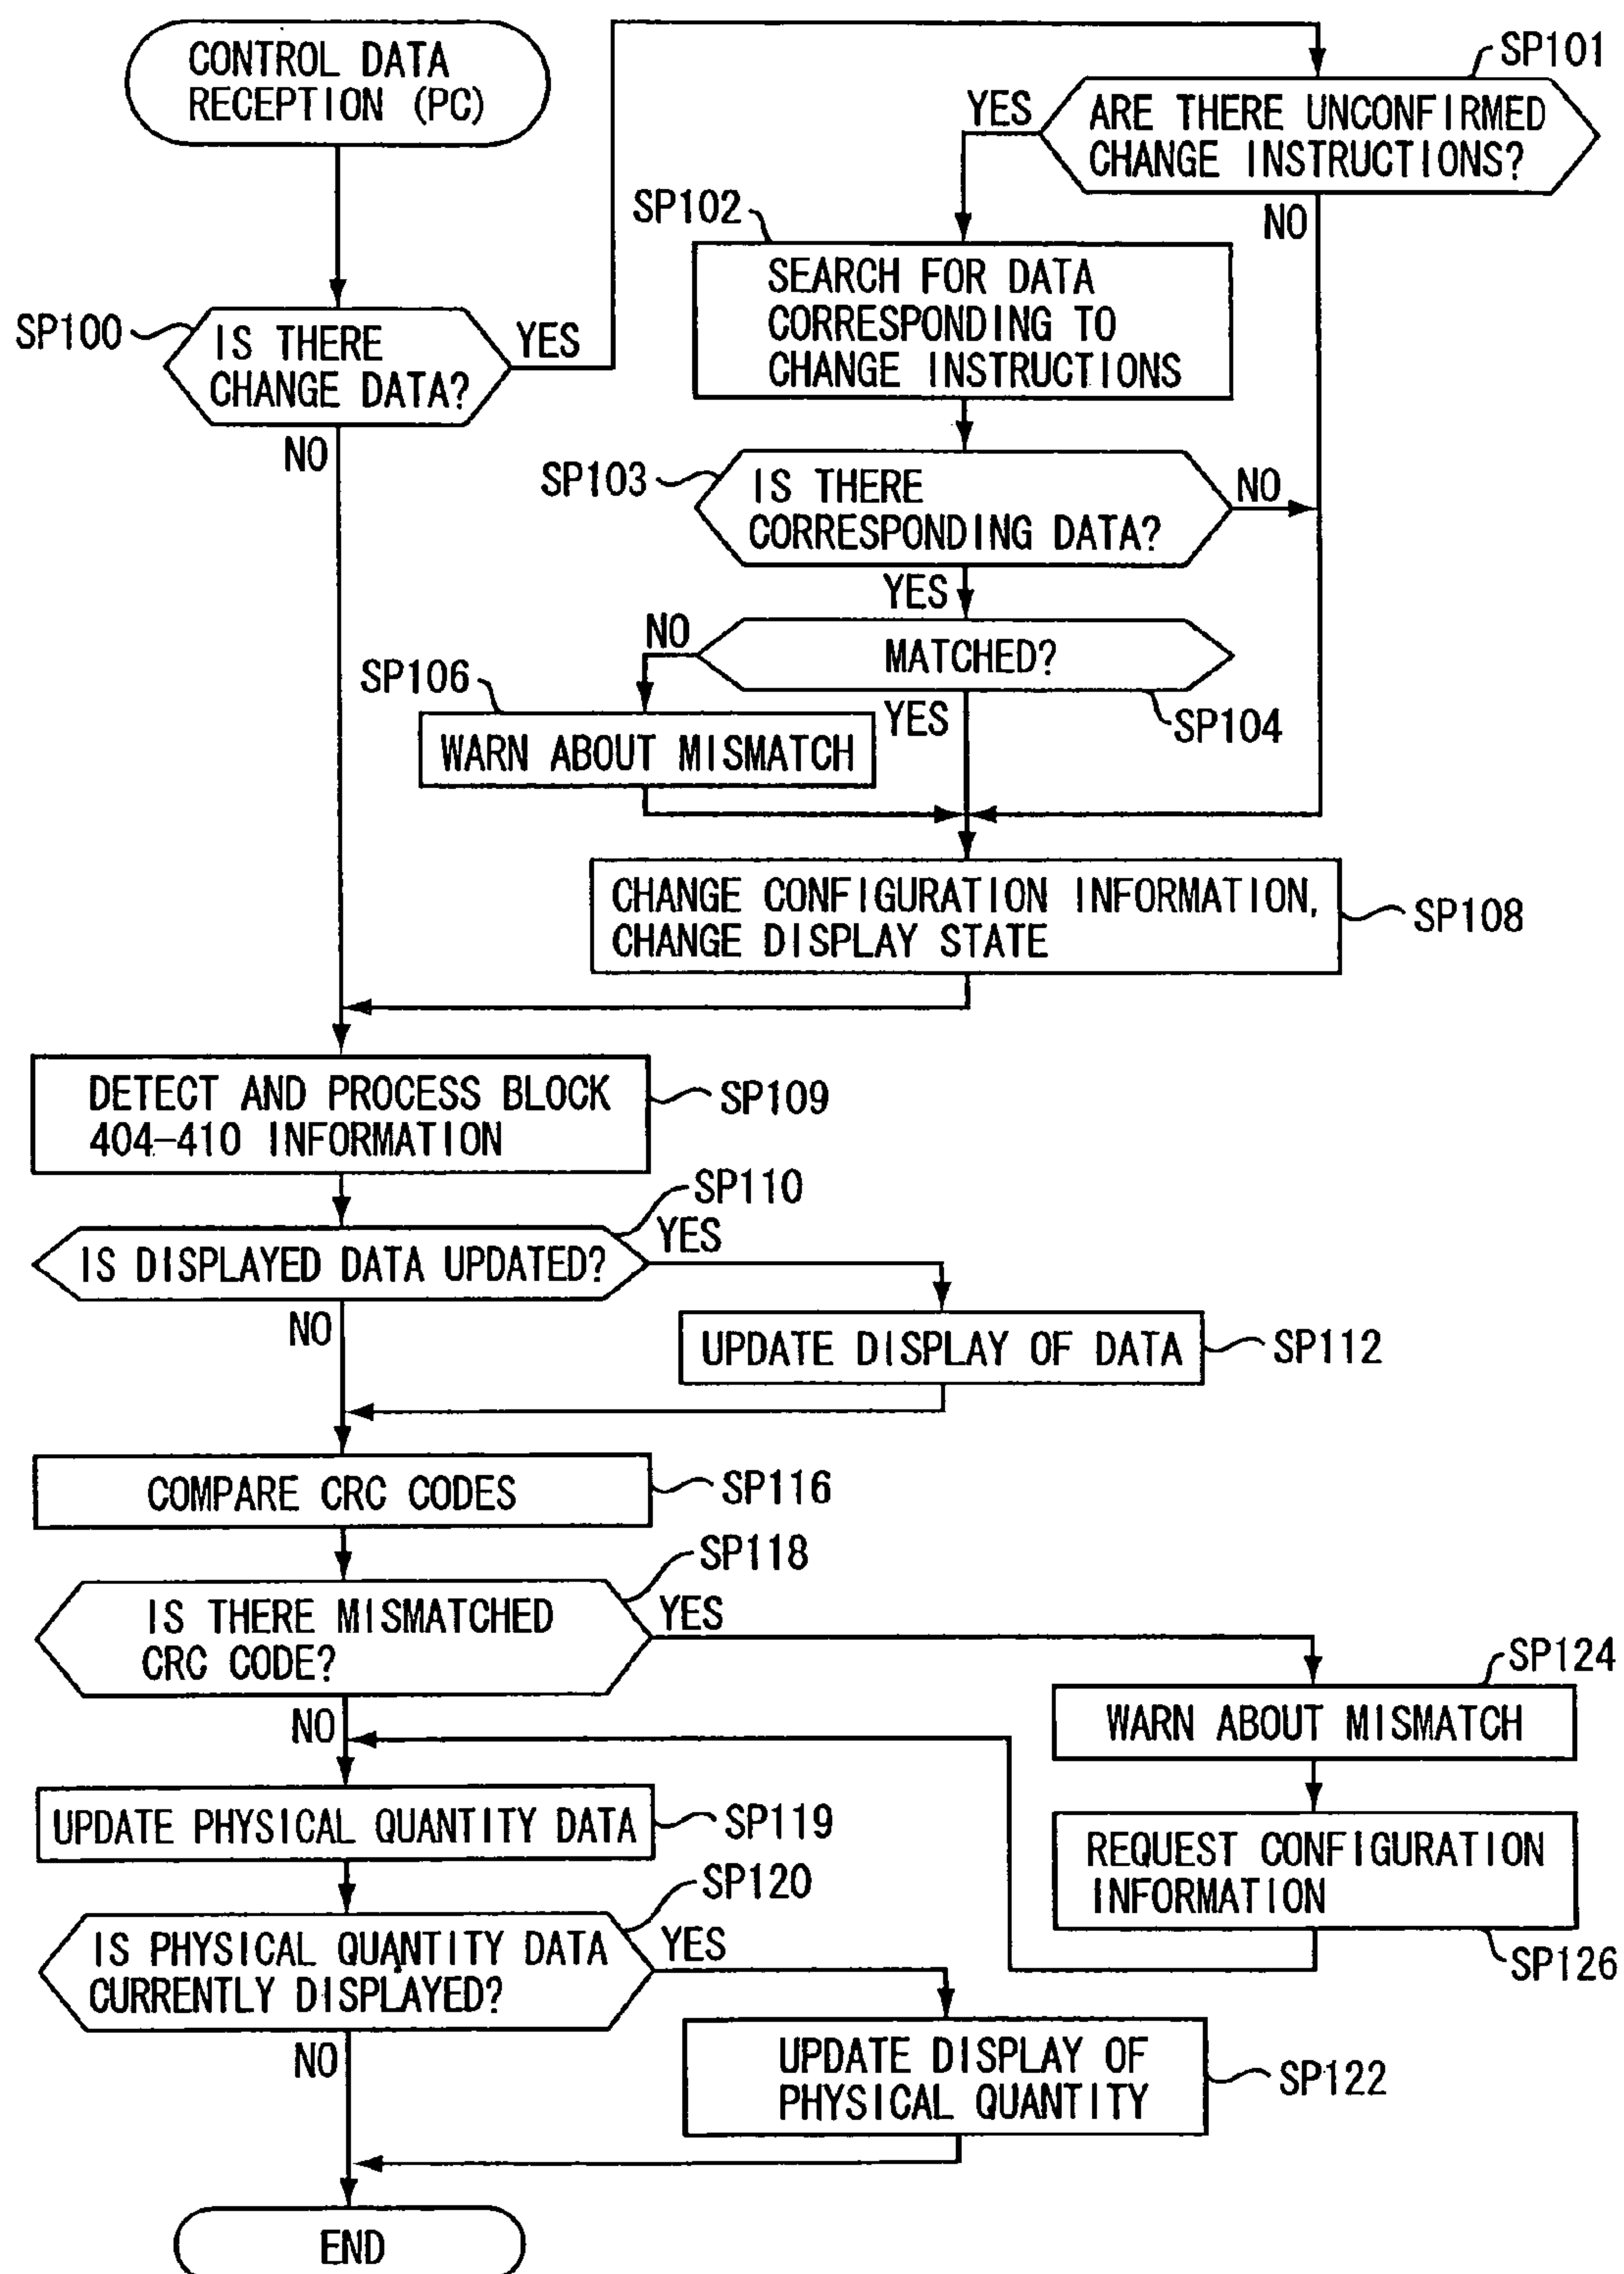 CONTROL DATA
RECEPTION (PC)
SP101
ARE THERE UNCONFIRMED
CHANGE INSTRUCTIONS?
YES
NO
SP102
SEARCH FOR DATA
CORRESPONDING TO
CHANGE INSTRUCTIONS
SP100
IS THERE
CHANGE DATA?
YES
NO
SP103
IS THERE
CORRESPONDING DATA?
NO
YES
MATCHED?
NO
SP106
YES
SP104
WARN ABOUT MISMATCH
CHANGE CONFIGURATION INFORMATION,
CHANGE DISPLAY STATE
SP108
DETECT AND PROCESS BLOCK
404-410 INFORMATION
SP109
SP110
IS DISPLAYED DATA UPDATED?
YES
NO
UPDATE DISPLAY OF DATA
SP112
COMPARE CRC CODES
SP116
SP118
IS THERE MISMATCHED
CRC CODE?
YES
NO
SP124
WARN ABOUT MISMATCH
UPDATE PHYSICAL QUANTITY DATA
SP119
REQUEST CONFIGURATION
INFORMATION
SP126
SP120
IS PHYSICAL QUANTITY DATA
CURRENTLY DISPLAYED?
YES
NO
UPDATE DISPLAY OF
PHYSICAL QUANTITY
SP122
END